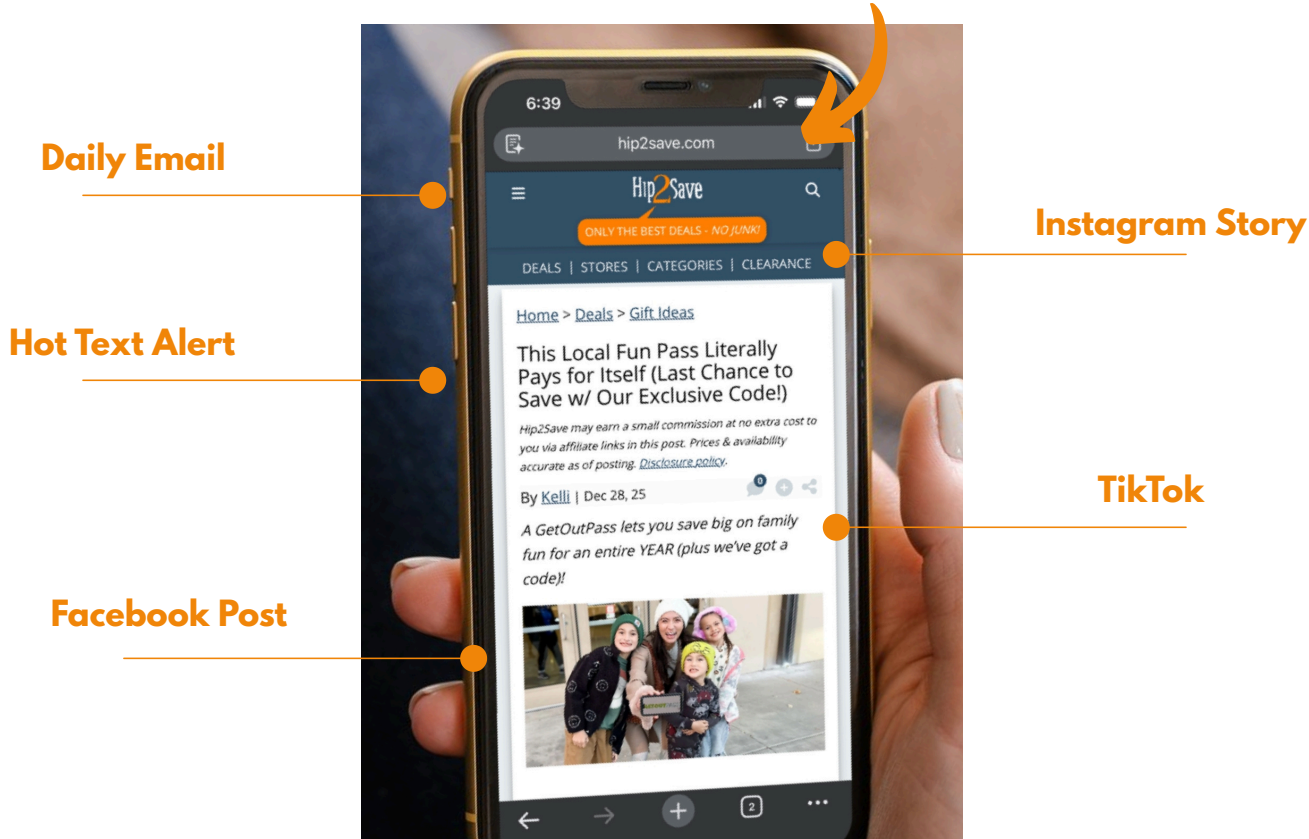 6:39
hip2save.com
Hip2Save
ONLY THE BEST DEALS - NO JUNK!
DEALS | STORES | CATEGORIES | CLEARANCE
Home > Deals > Gift Ideas
This Local Fun Pass Literally
Pays for Itself (Last Chance to
Save w/ Our Exclusive Code!)
Hip2Save may earn a small commission at no extra cost to
you via affiliate links in this post. Prices & availability
accurate as of posting. Disclosure policy.
By Kelli | Dec 28, 25
0
A GetOutPass lets you save big on family
fun for an entire YEAR (plus we've got a
code)!
2
Daily Email
Hot Text Alert
Facebook Post
Instagram Story
TikTok